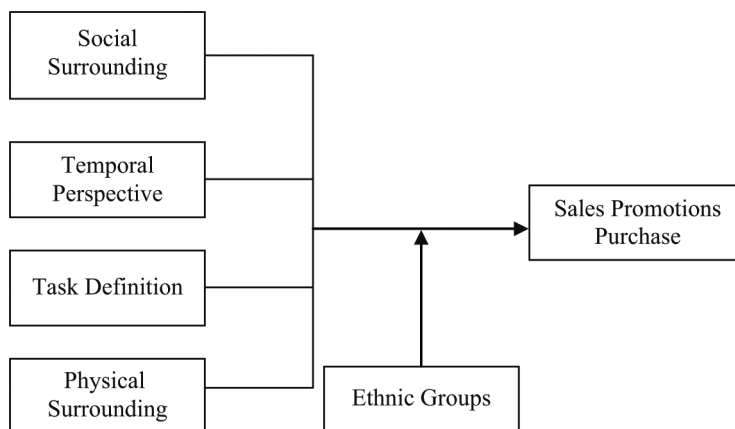 Social
Surrounding
Temporal
Perspective
Task Definition
Physical
Surrounding
Ethnic Groups
Sales Promotions
Purchase